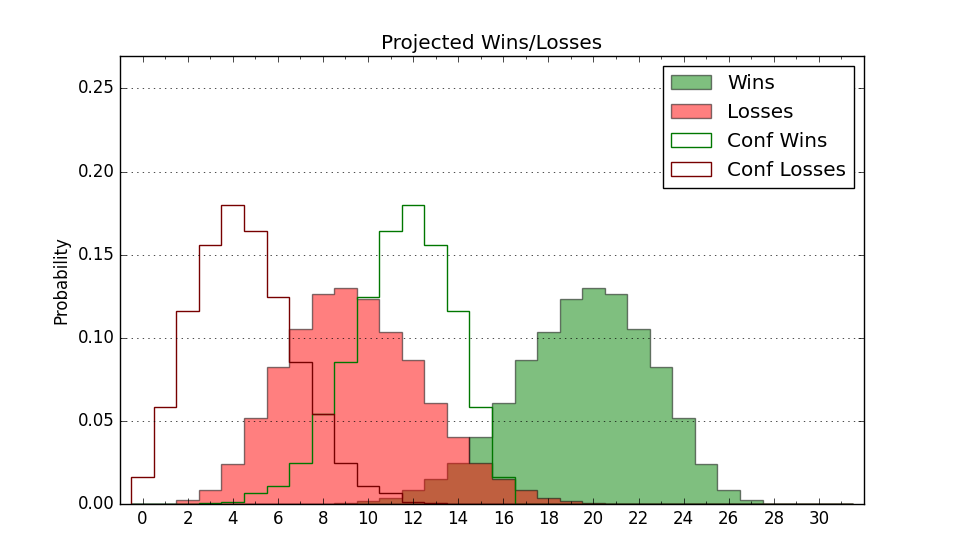 Projected Wins/Losses
Wins
Losses
Conf Wins
Conf Losses
Probability
0.25
0.20
0.15
0.10
0.05
0.00
0 2 4 6 8 10 12 14 16 18 20 22 24 26 28 30